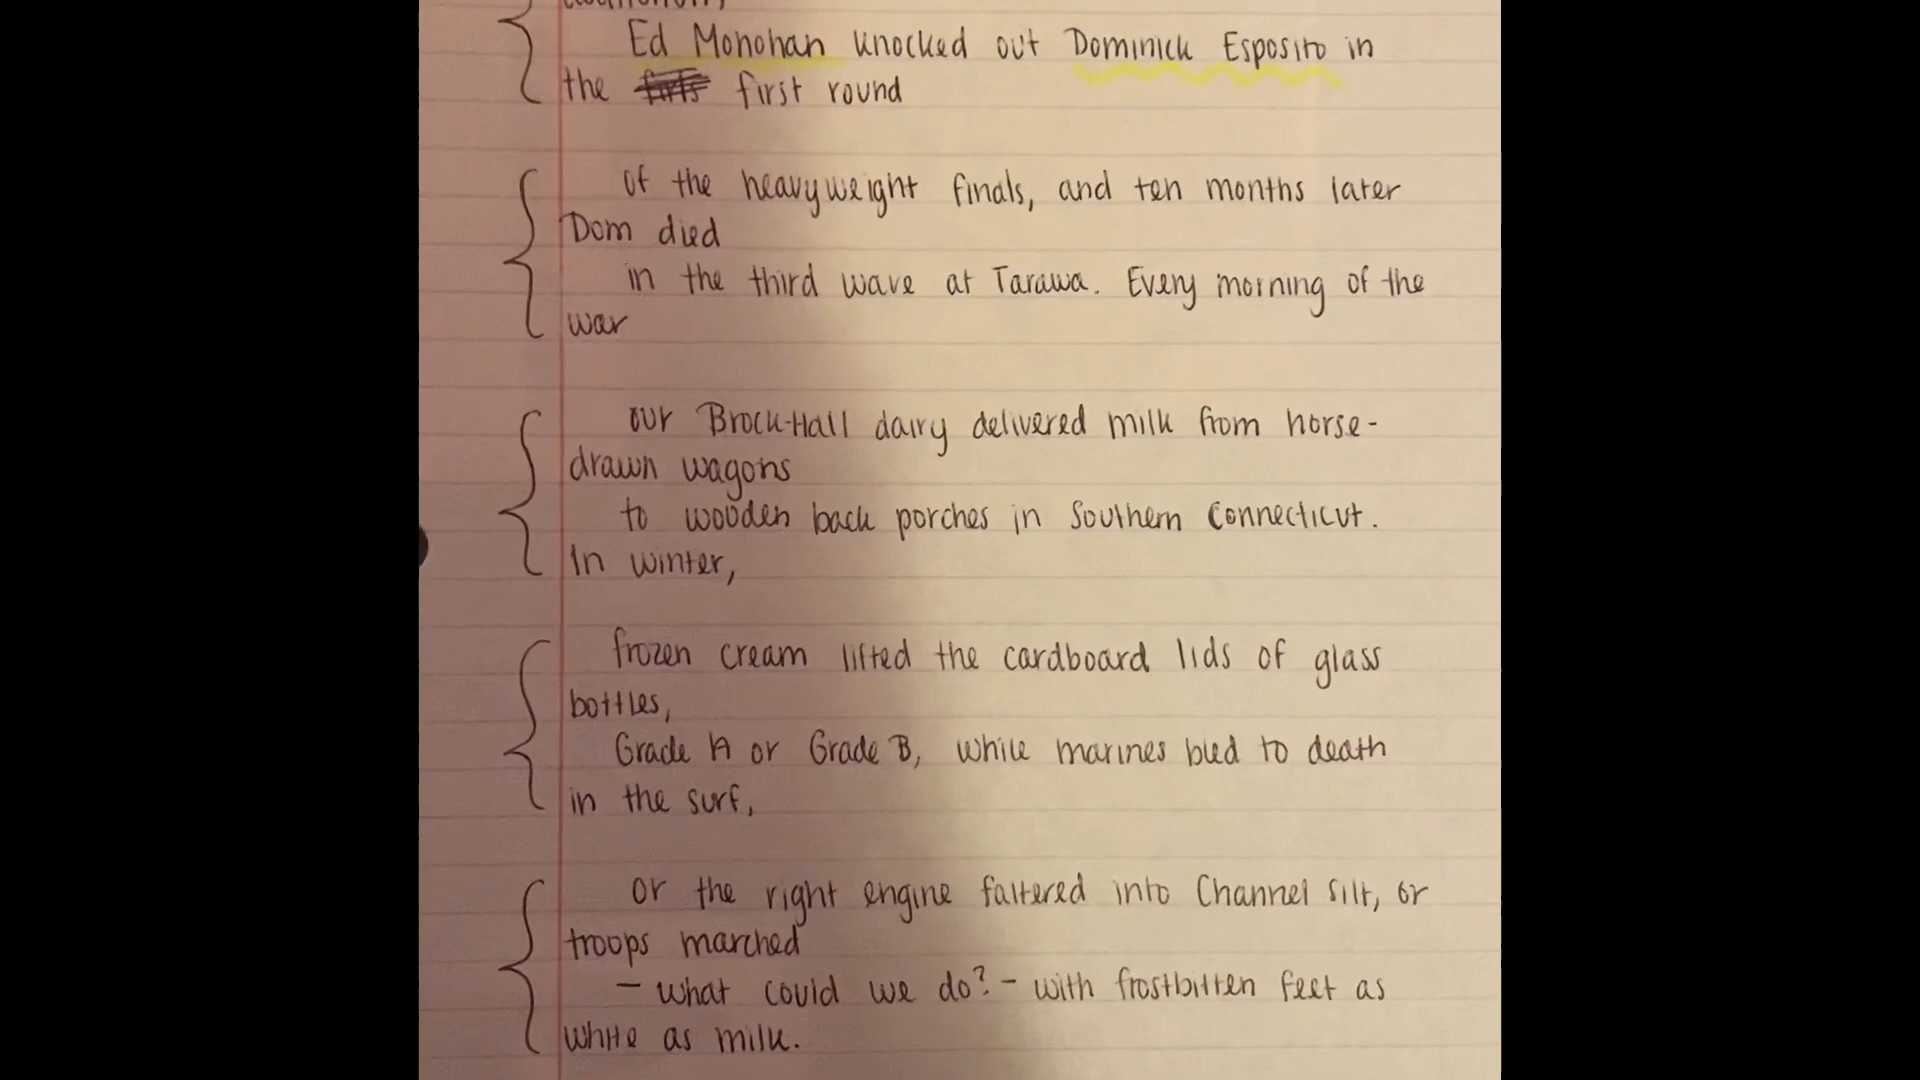 Ed Monohan knocked out Dominick Esposito in
the first round
of the heavyweight finals, and ten months later
Dom died
in the third wave at Tarawa. Every morning of the
war
our Brock-Hall dairy delivered milk from horse-
drawn wagons
to wooden back porches in Southern Connecticut.
In winter,
frozen cream lifted the cardboard lids of glass
bottles,
Grade A or Grade B, while marines bled to death
in the surf,
or the right engine faltered into Channel silt, or
troops marched
– what could we do? – with frostbitten feet as
white as milk.